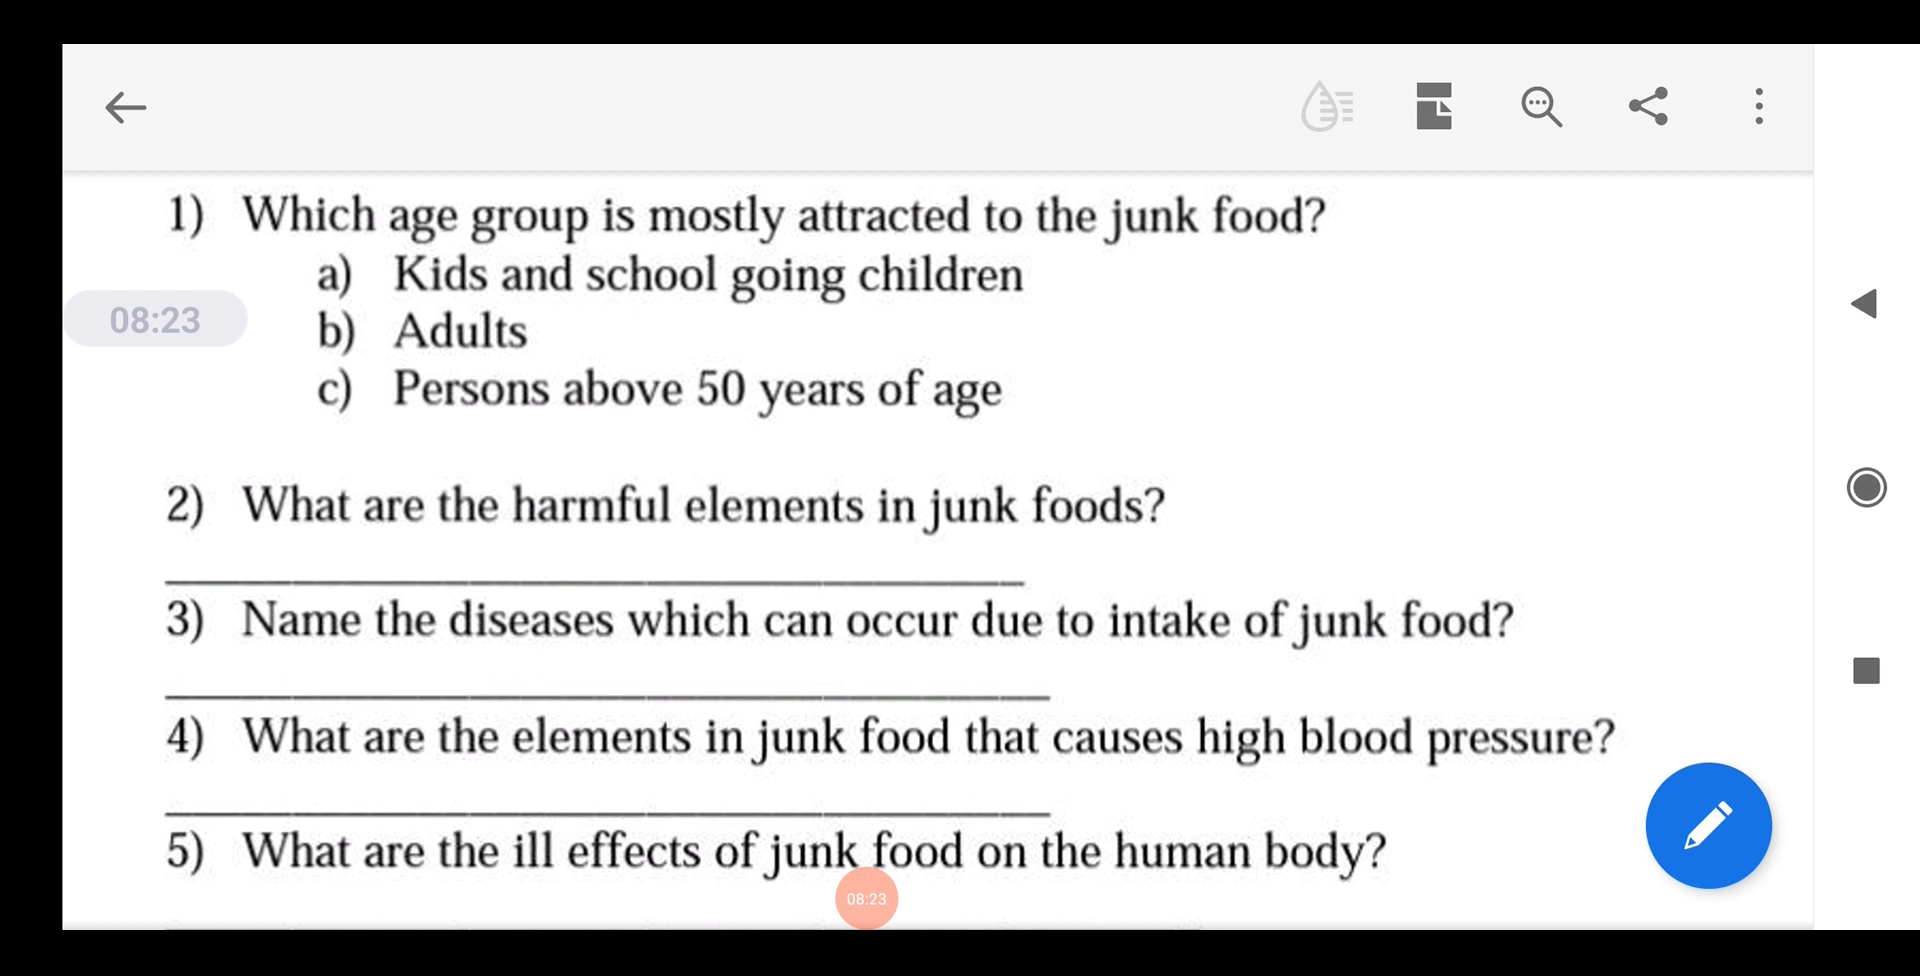 1) Which age group is mostly attracted to the junk food?
a) Kids and school going children
08:23
b) Adults
c) Persons above 50 years of age
2) What are the harmful elements in junk foods?
3) Name the diseases which can occur due to intake of junk food?
4) What are the elements in junk food that causes high blood pressure?
5) What are the ill effects of junk food on the human body?
08:23